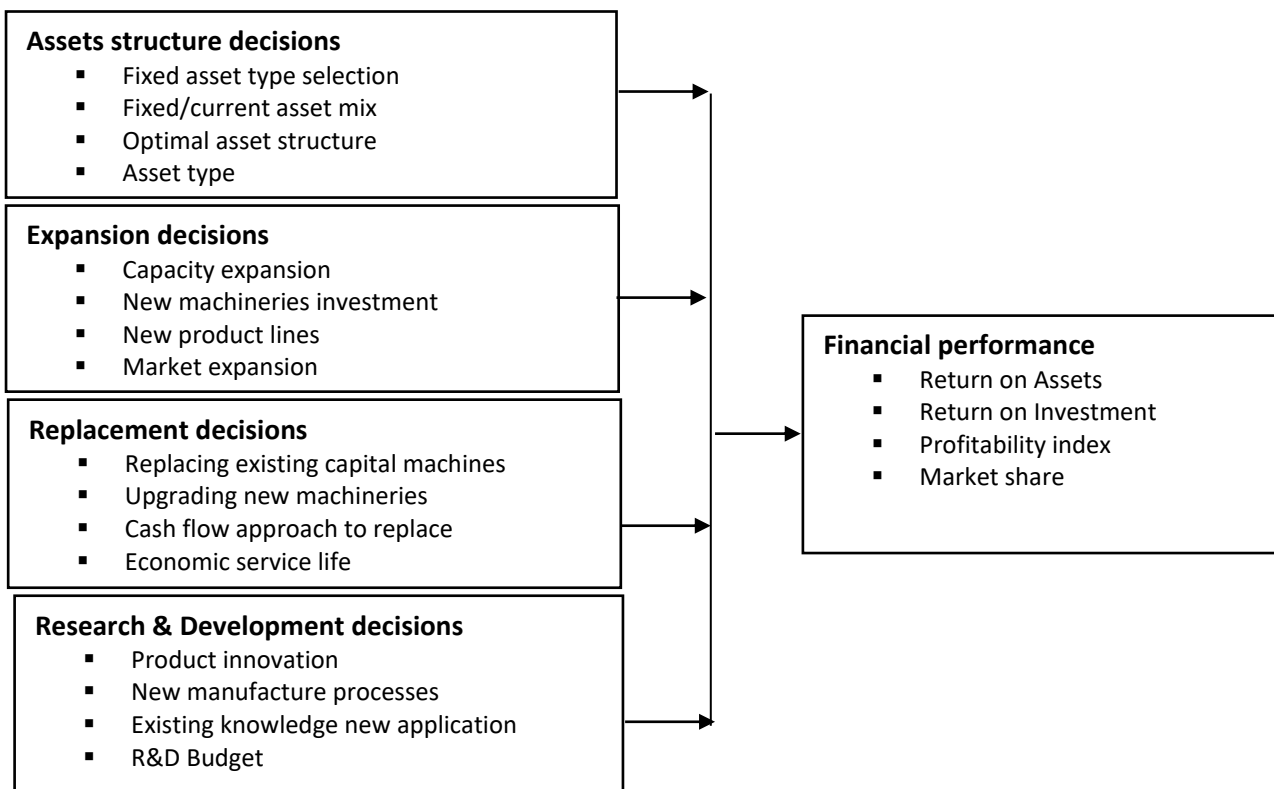 Assets structure decisions
▪ Fixed asset type selection
▪ Fixed/current asset mix
▪ Optimal asset structure
▪ Asset type
Expansion decisions
▪ Capacity expansion
▪ New machineries investment
▪ New product lines
▪ Market expansion
Replacement decisions
▪ Replacing existing capital machines
▪ Upgrading new machineries
▪ Cash flow approach to replace
▪ Economic service life
Research & Development decisions
▪ Product innovation
▪ New manufacture processes
▪ Existing knowledge new application
▪ R&D Budget
Financial performance
▪ Return on Assets
▪ Return on Investment
▪ Profitability index
▪ Market share